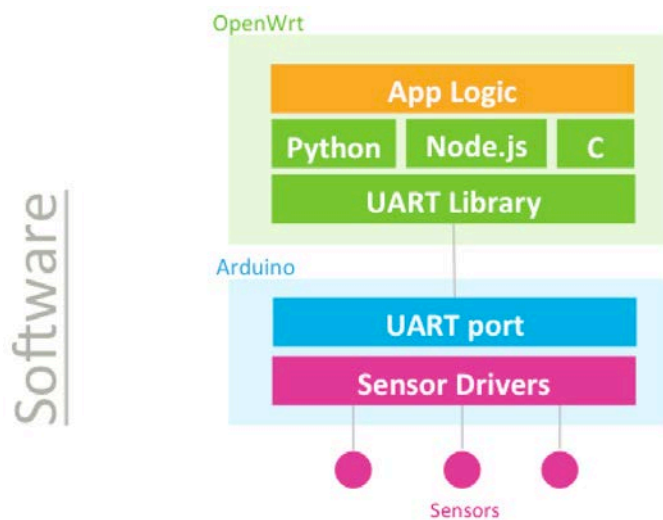 OpenWrt
App Logic
Python Node.js C
UART Library
Software
Arduino
UART port
Sensor Drivers
Sensors